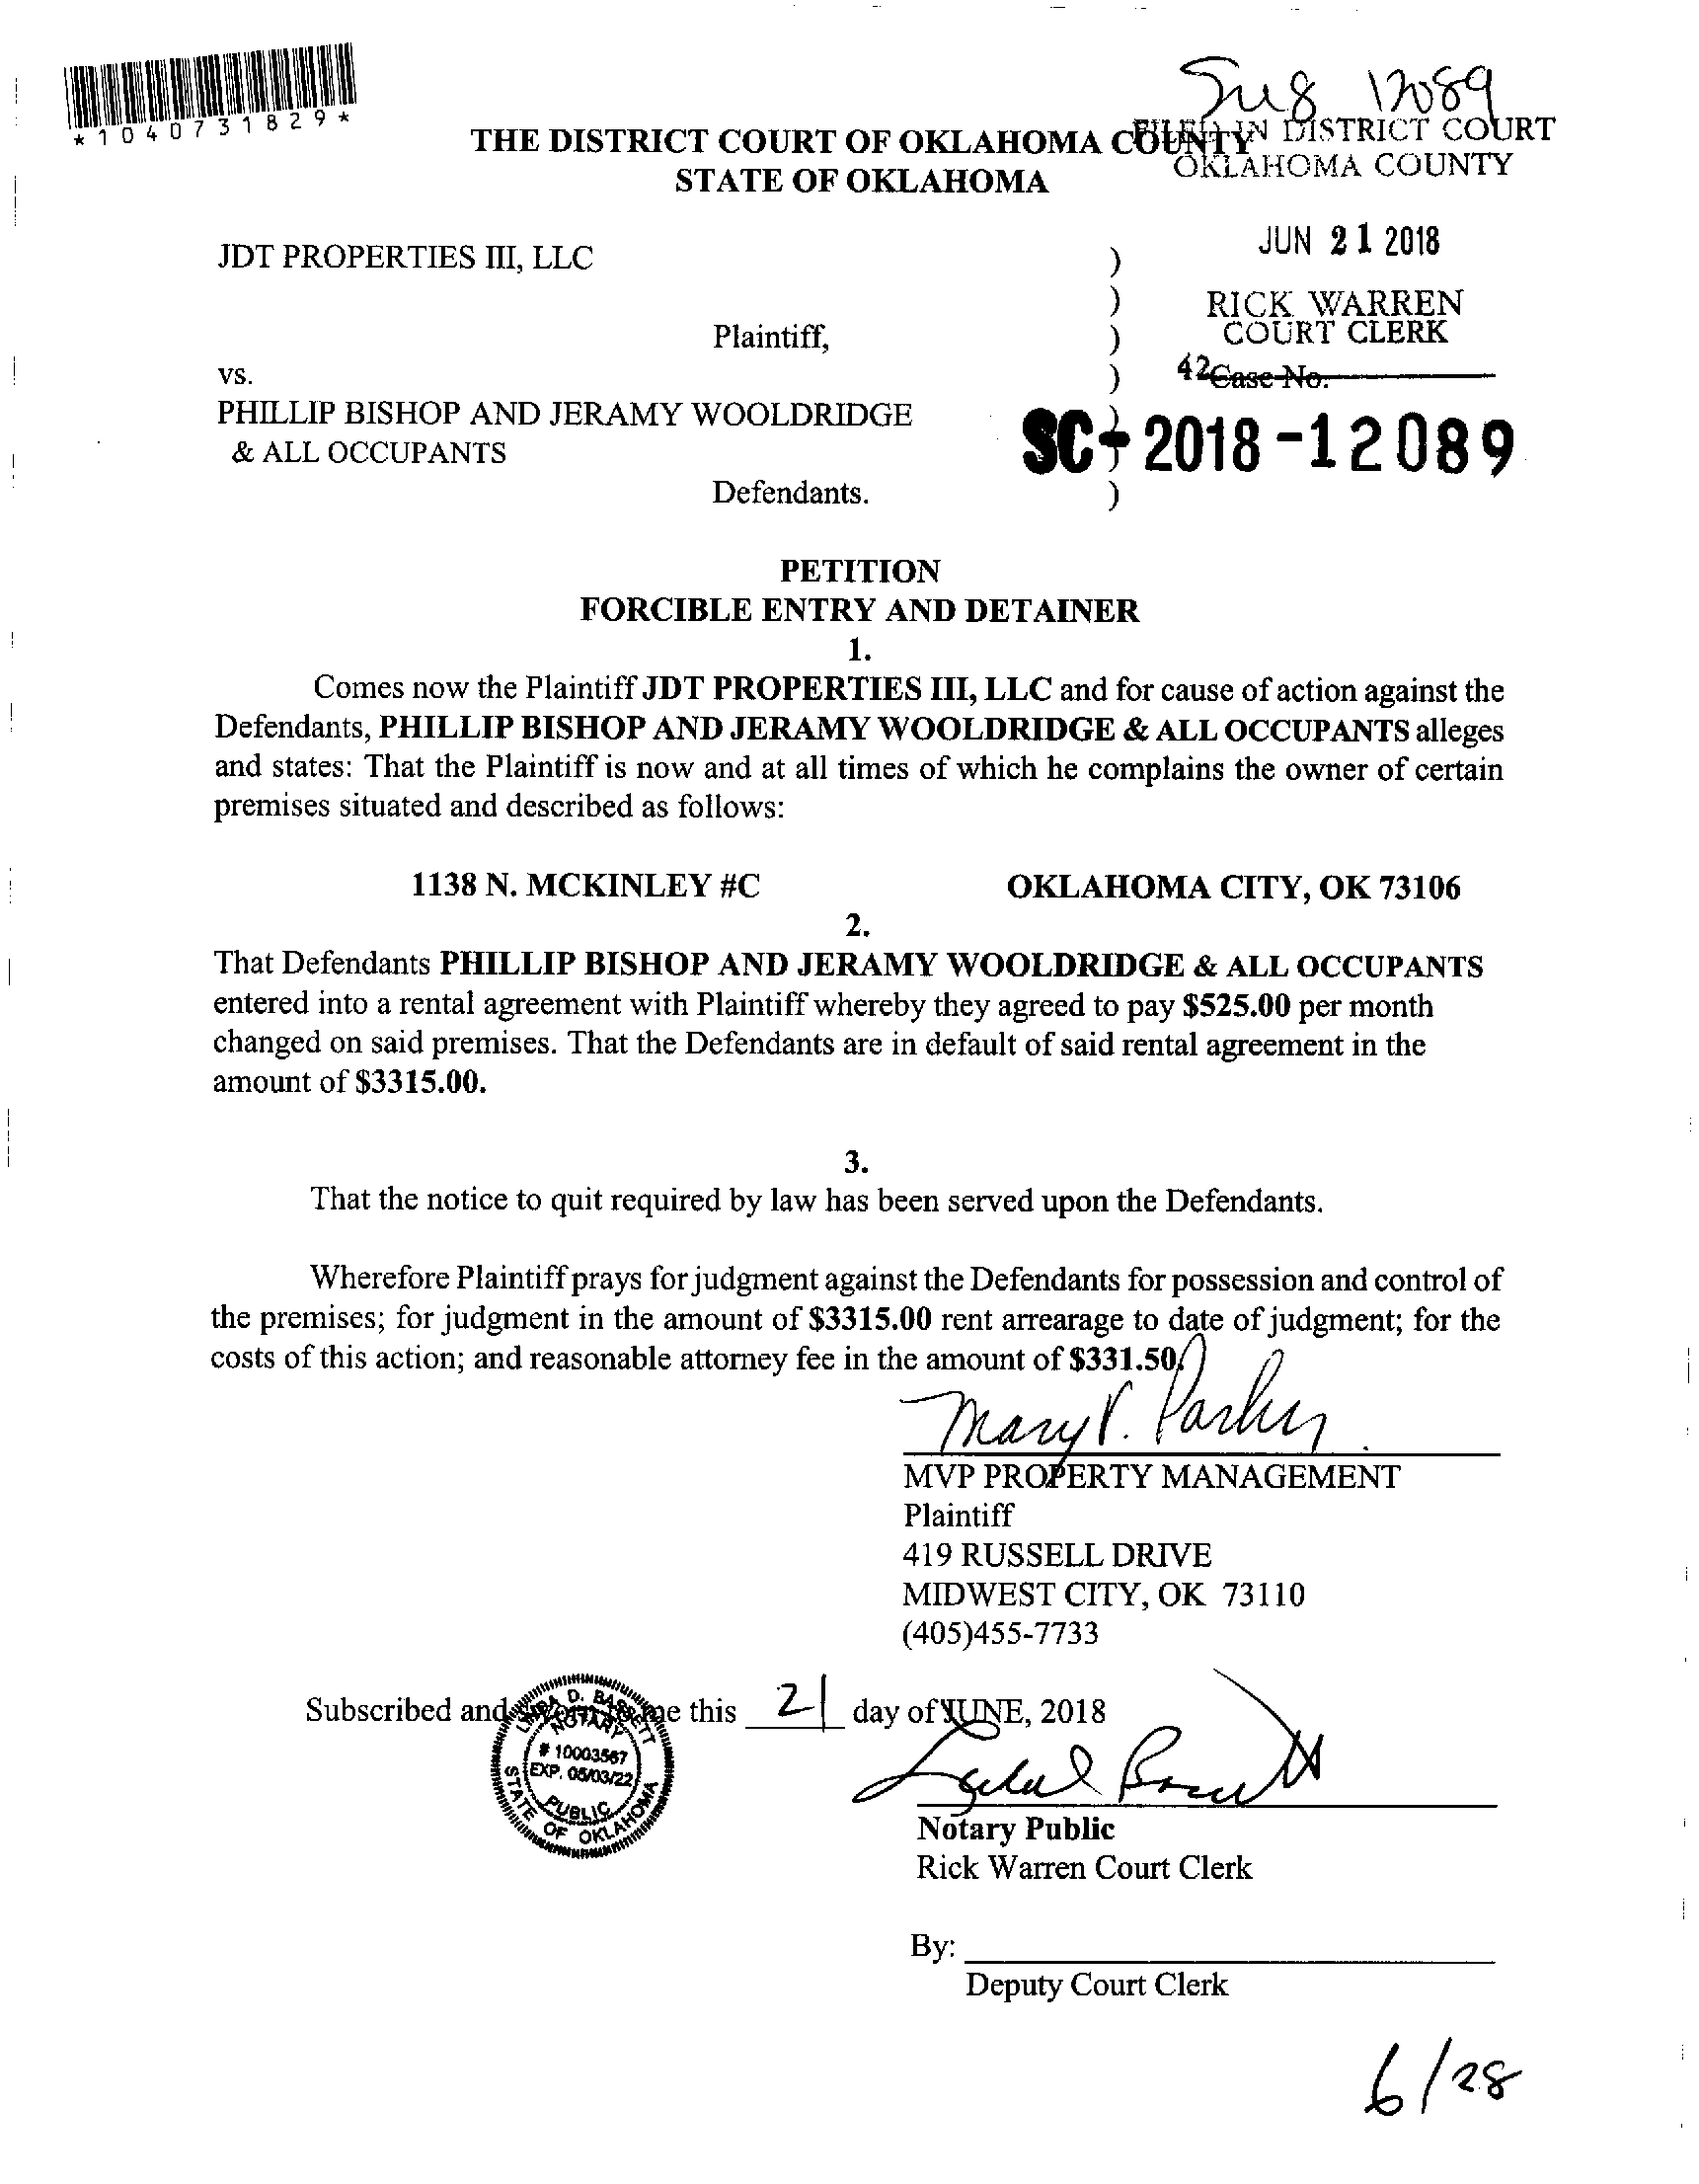 *1040731829*
THE DISTRICT COURT OF OKLAHOMA COUNTY
STATE OF OKLAHOMA
12089
FILED IN DISTRICT COURT
OKLAHOMA COUNTY
JUN 21 2018
RICK WARREN
COURT CLERK
42 Case No.
SC-2018-12089
JDT PROPERTIES III, LLC )
)
Plaintiff, )
vs. )
PHILLIP BISHOP AND JERAMY WOOLDRIDGE )
& ALL OCCUPANTS )
Defendants. )
PETITION
FORCIBLE ENTRY AND DETAINER
1.
Comes now the Plaintiff JDT PROPERTIES III, LLC and for cause of action against the
Defendants, PHILLIP BISHOP AND JERAMY WOOLDRIDGE & ALL OCCUPANTS alleges
and states: That the Plaintiff is now and at all times of which he complains the owner of certain
premises situated and described as follows:
1138 N. MCKINLEY #C OKLAHOMA CITY, OK 73106
2.
That Defendants PHILLIP BISHOP AND JERAMY WOOLDRIDGE & ALL OCCUPANTS
entered into a rental agreement with Plaintiff whereby they agreed to pay $525.00 per month
changed on said premises. That the Defendants are in default of said rental agreement in the
amount of $3315.00.
3.
That the notice to quit required by law has been served upon the Defendants.
Wherefore Plaintiff prays for judgment against the Defendants for possession and control of
the premises; for judgment in the amount of $3315.00 rent arrearage to date of judgment; for the
costs of this action; and reasonable attorney fee in the amount of $331.50.
Mary V. Parker
MVP PROPERTY MANAGEMENT
Plaintiff
419 RUSSELL DRIVE
MIDWEST CITY, OK 73110
(405)455-7733
Subscribed and sworn to me this 21 day of JUNE, 2018
LINDA D. BASSETT
NOTARY
# 10003567
EXP. 05/03/22
PUBLIC
STATE OF OKLAHOMA
Notary Public
Rick Warren Court Clerk
By:
Deputy Court Clerk
6/28